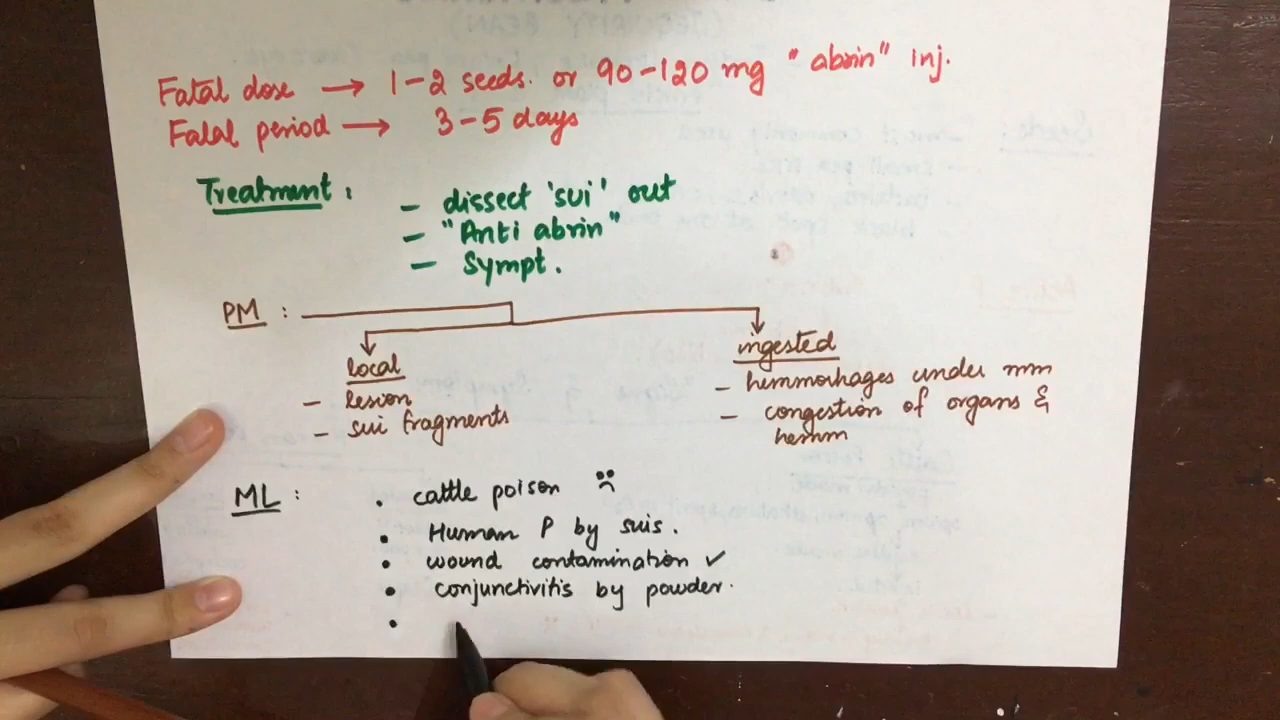 Fatal dose → 1-2 seeds. or 90-120 mg "abrin" inj.
Fatal period → 3-5 days
Treatment :
- dissect 'sui' out
- "Anti abrin"
- Sympt.
PM :
local
- lesion
- sui fragments
ingested
- hemmorhages under mm
- congestion of organs &
hemm
ML :
• cattle poison
• Human P by suis.
• wound contamination ✓
• conjunctivitis by powder.
•